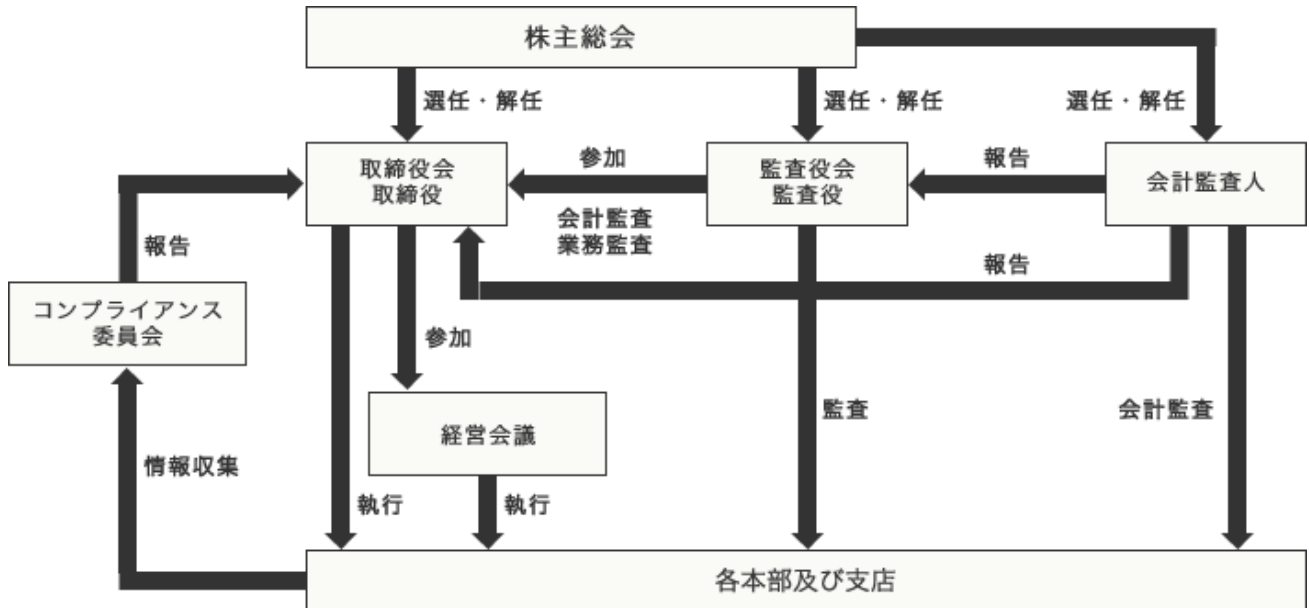 株主総会
選任・解任
選任・解任
選任・解任
取締役会
取締役
参加
監査役会
監査役
報告
会計監査人
会計監査
業務監査
報告
報告
コンプライアンス
委員会
参加
経営会議
監査
会計監査
情報収集
執行
執行
各本部及び支店